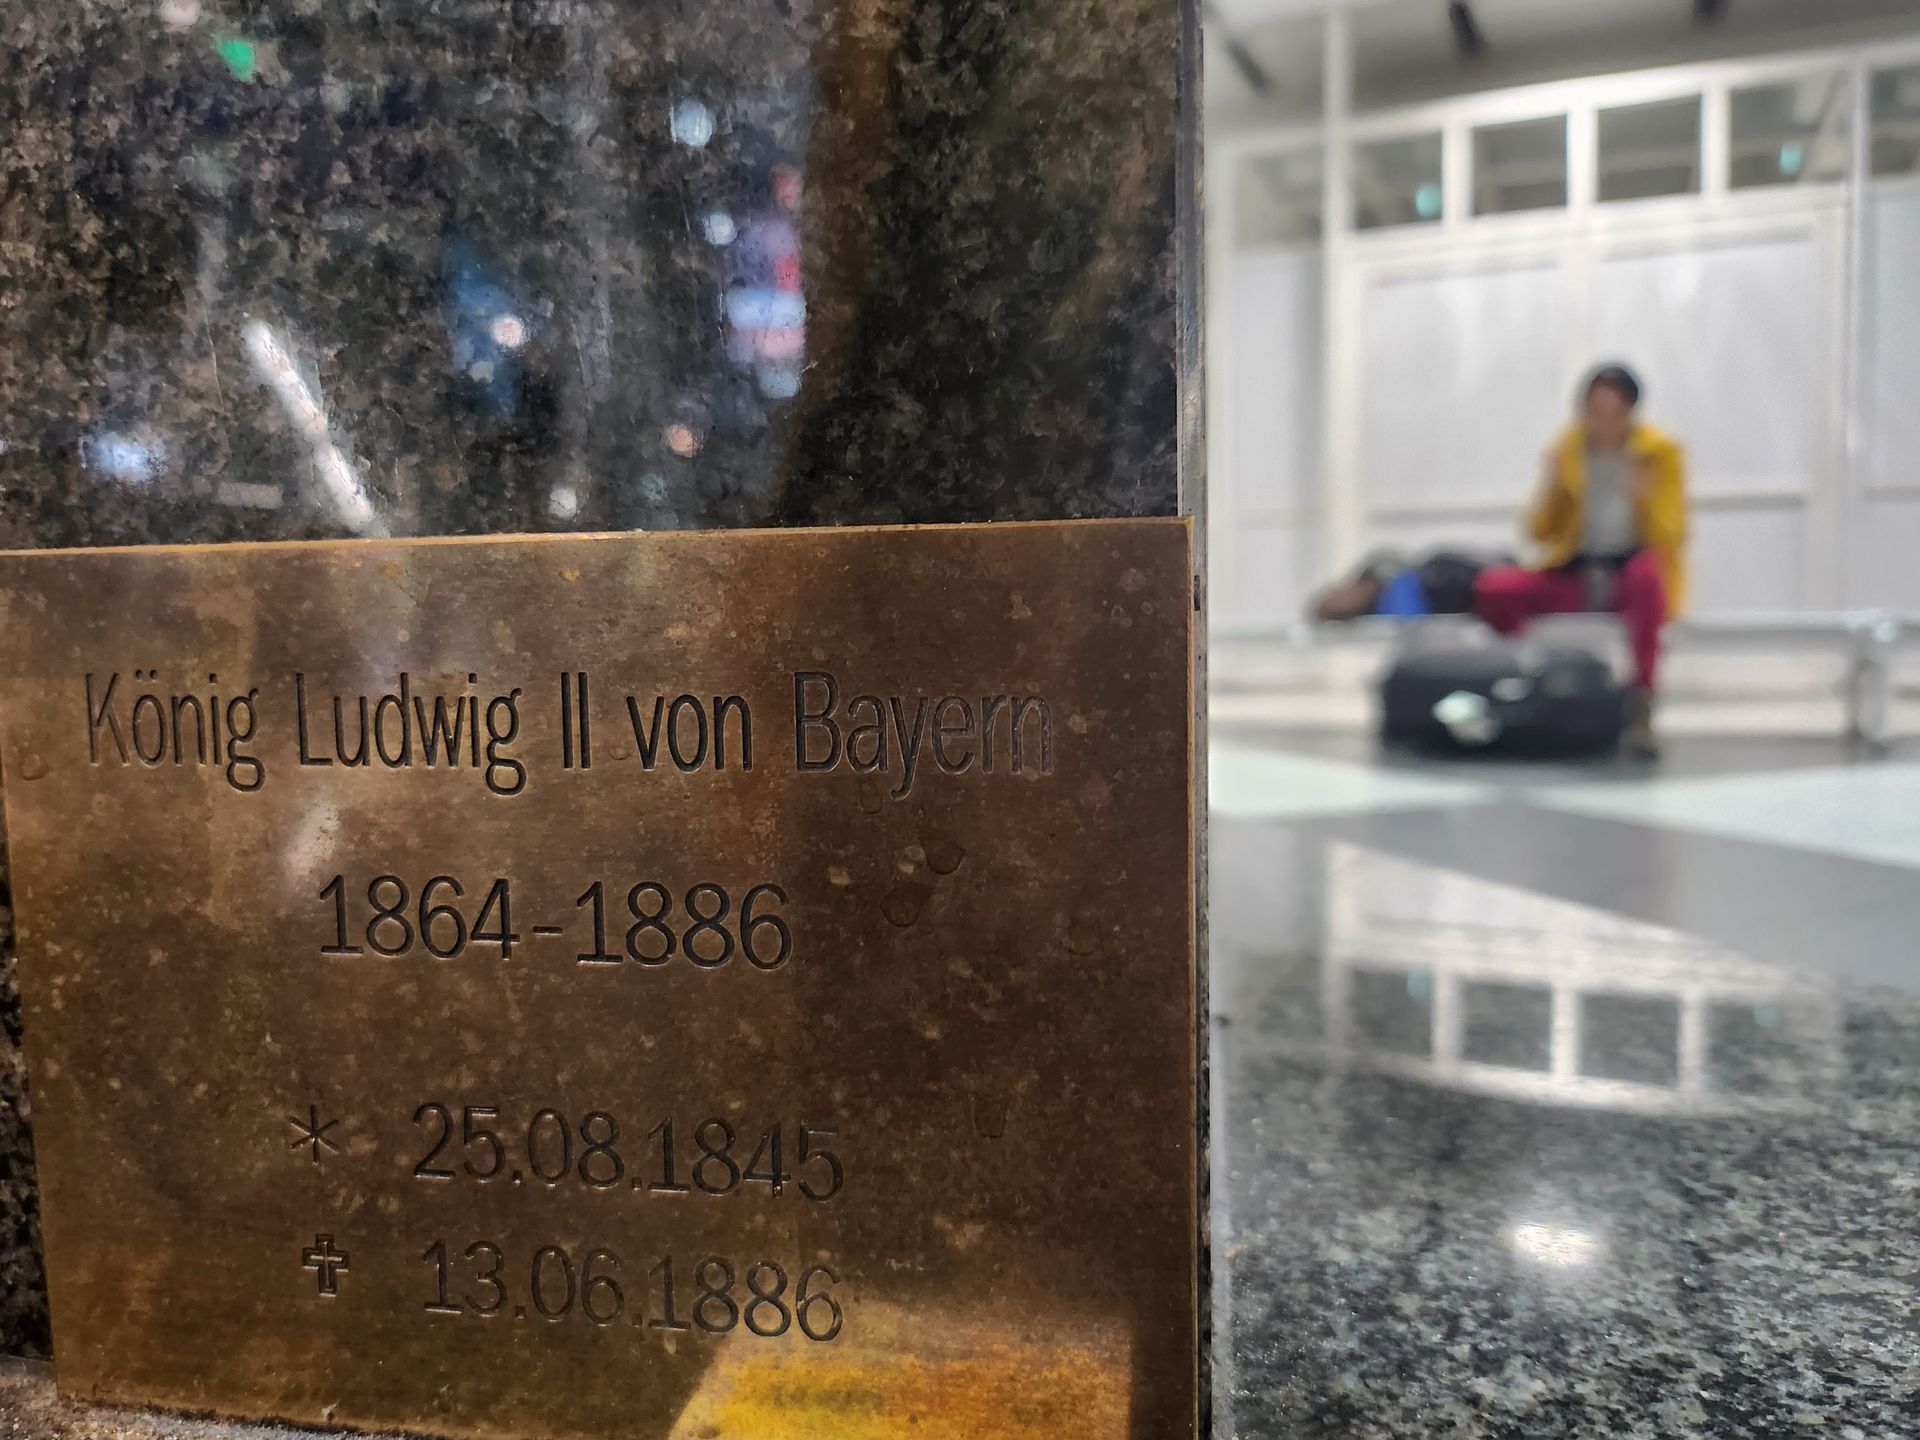 König Ludwig II von Bayern
1864-1886
* 25.08.1845
✝ 13.06.1886